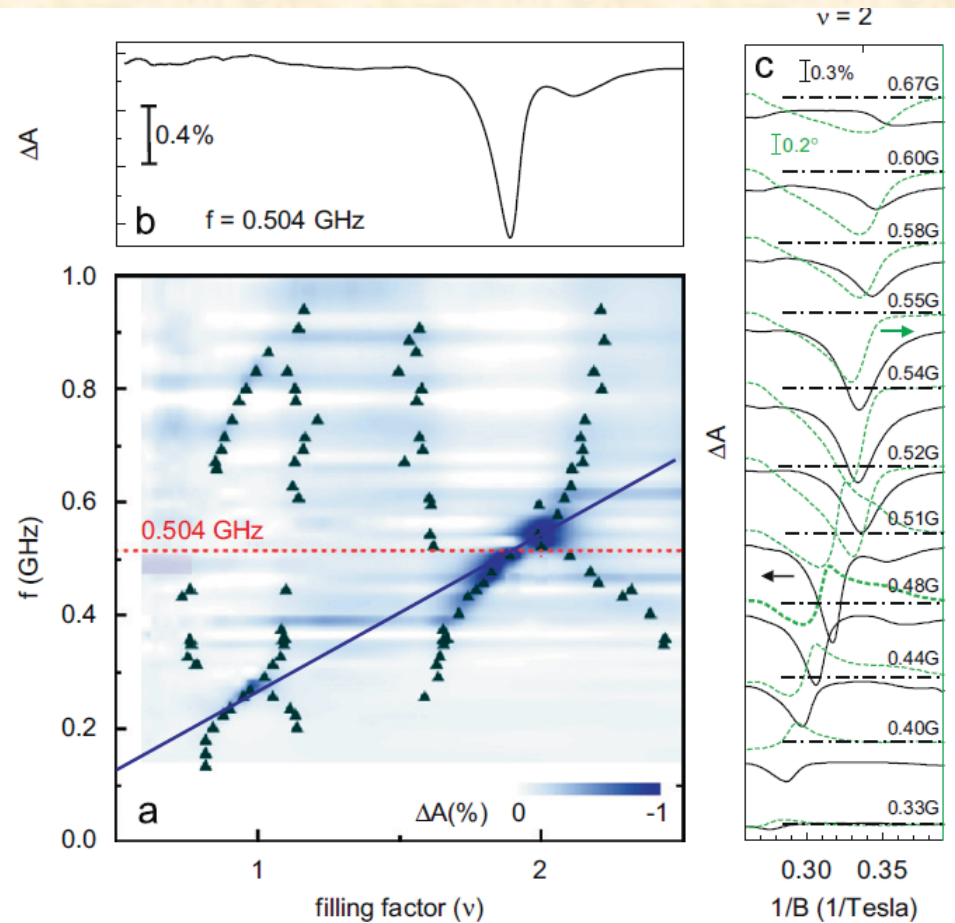 ν = 2
ΔA
0.4%
b
f = 0.504 GHz
1.0
0.8
0.6
0.4
0.2
0.0
f (GHz)
0.504 GHz
a
ΔA(%)
0
-1
1
2
filling factor (ν)
c
0.3%
0.67G
0.2°
0.60G
0.58G
0.55G
0.54G
0.52G
0.51G
0.48G
0.44G
0.40G
0.33G
ΔA
0.30
0.35
1/B (1/Tesla)